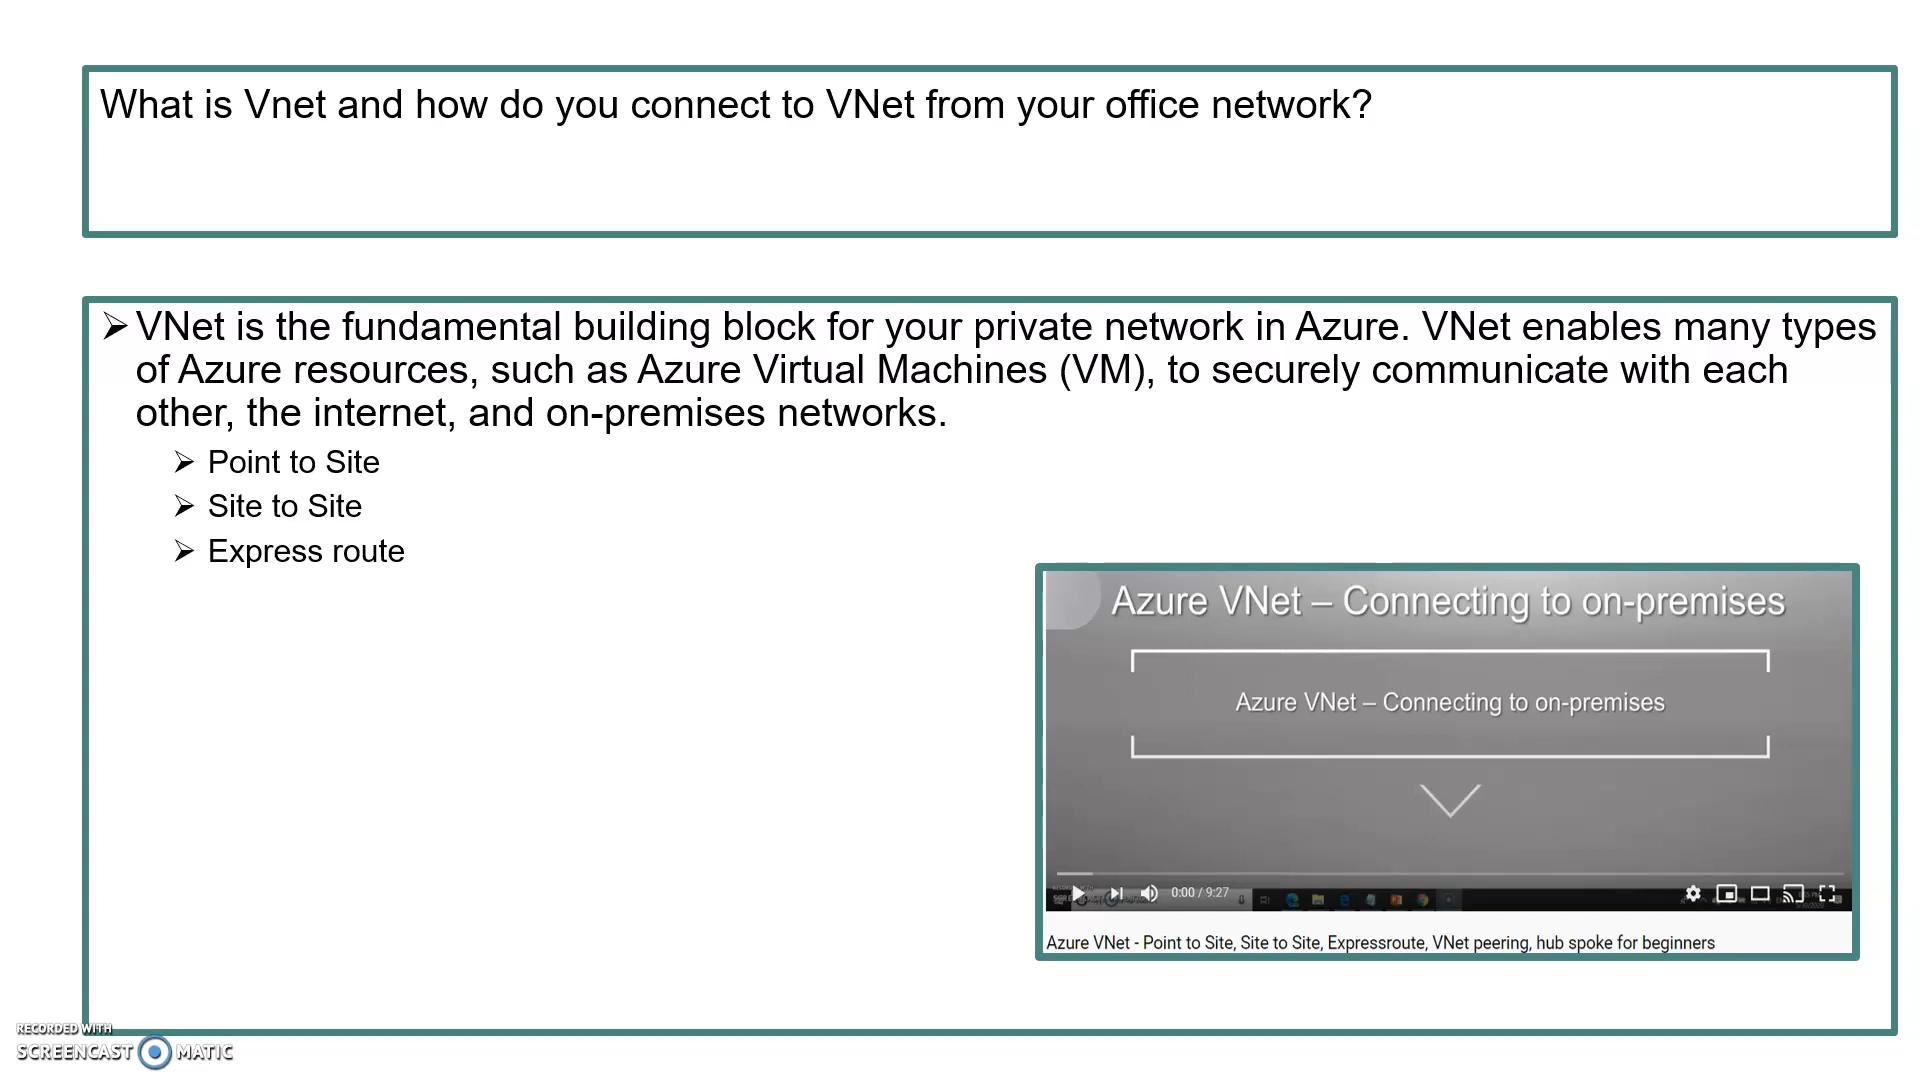 What is Vnet and how do you connect to VNet from your office network?
VNet is the fundamental building block for your private network in Azure. VNet enables many types
of Azure resources, such as Azure Virtual Machines (VM), to securely communicate with each
other, the internet, and on-premises networks.
Point to Site
Site to Site
Express route
Azure VNet – Connecting to on-premises
Azure VNet – Connecting to on-premises
0:00 / 9:27
Azure VNet - Point to Site, Site to Site, Expressroute, VNet peering, hub spoke for beginners
RECORDED WITH
SCREENCAST MATIC